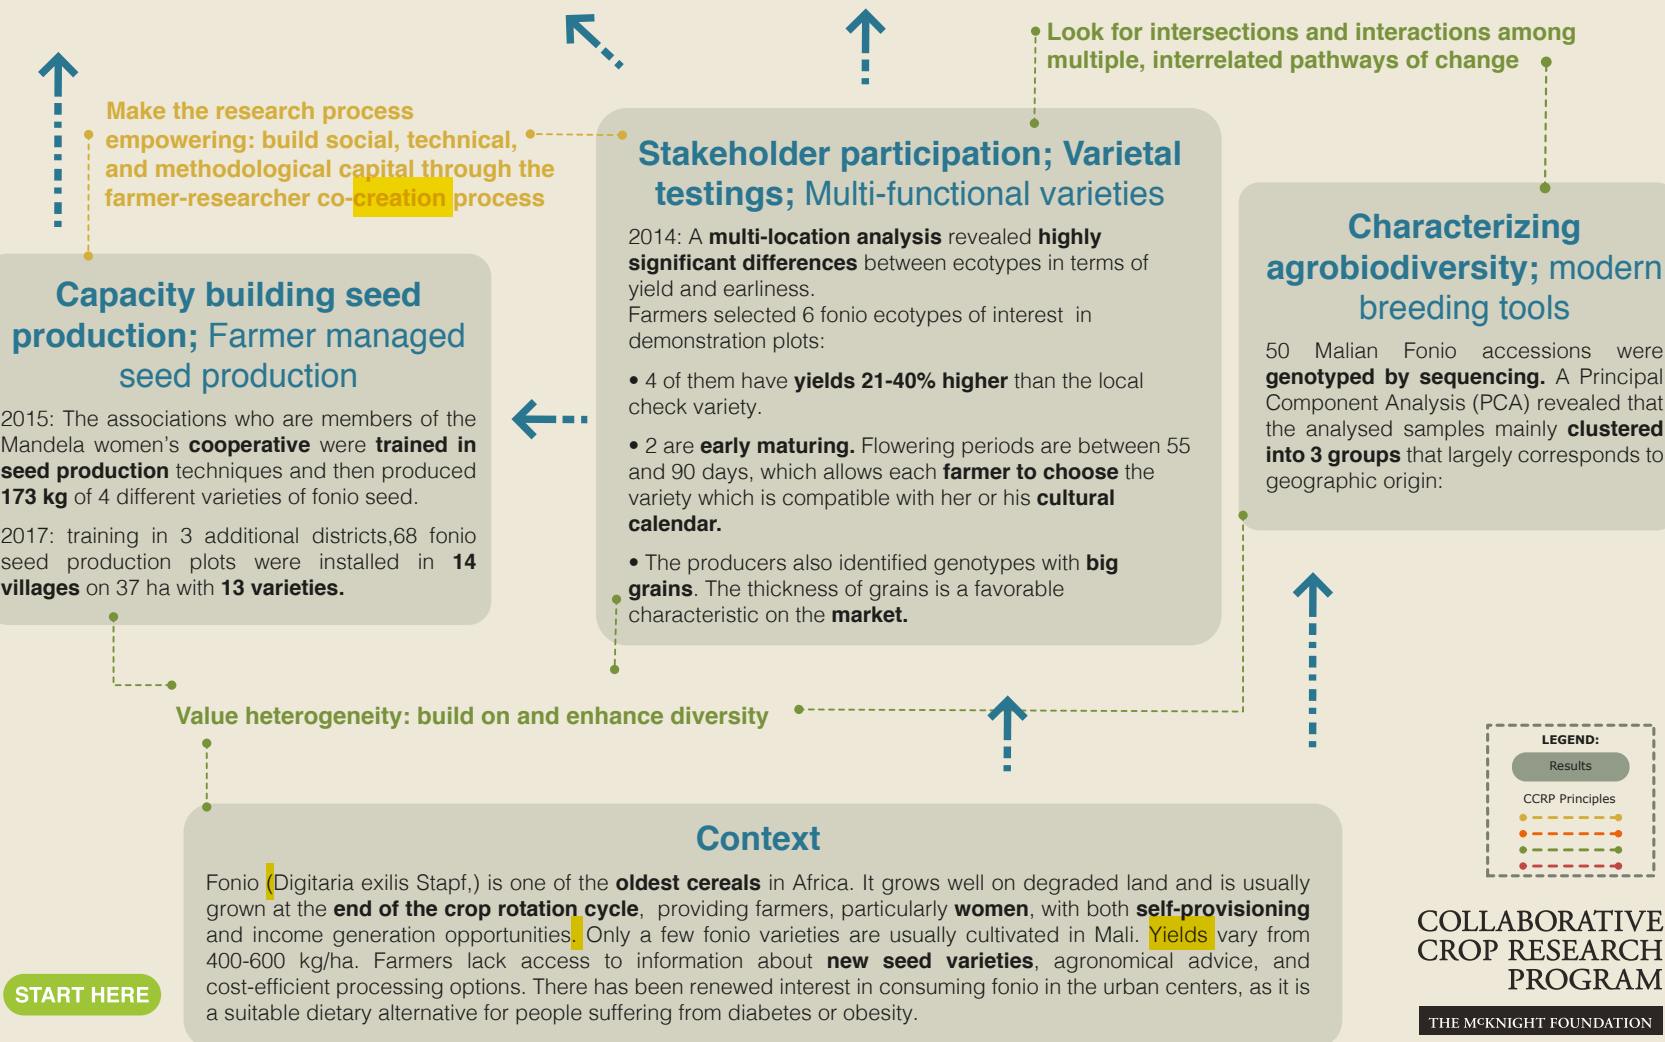 Look for intersections and interactions among
multiple, interrelated pathways of change
Make the research process
empowering: build social, technical,
and methodological capital through the
farmer-researcher co-creation process
Stakeholder participation; Varietal
testings; Multi-functional varieties
2014: A multi-location analysis revealed highly
significant differences between ecotypes in terms of
yield and earliness.
Farmers selected 6 fonio ecotypes of interest in
demonstration plots:
• 4 of them have yields 21-40% higher than the local
check variety.
• 2 are early maturing. Flowering periods are between 55
and 90 days, which allows each farmer to choose the
variety which is compatible with her or his cultural
calendar.
• The producers also identified genotypes with big
grains. The thickness of grains is a favorable
characteristic on the market.
Characterizing
agrobiodiversity; modern
breeding tools
50 Malian Fonio accessions were
genotyped by sequencing. A Principal
Component Analysis (PCA) revealed that
the analysed samples mainly clustered
into 3 groups that largely corresponds to
geographic origin:
Capacity building seed
production; Farmer managed
seed production
2015: The associations who are members of the
Mandela women's cooperative were trained in
seed production techniques and then produced
173 kg of 4 different varieties of fonio seed.
2017: training in 3 additional districts,68 fonio
seed production plots were installed in 14
villages on 37 ha with 13 varieties.
Value heterogeneity: build on and enhance diversity
LEGEND:
Results
CCRP Principles
Context
Fonio (Digitaria exilis Stapf,) is one of the oldest cereals in Africa. It grows well on degraded land and is usually
grown at the end of the crop rotation cycle, providing farmers, particularly women, with both self-provisioning
and income generation opportunities. Only a few fonio varieties are usually cultivated in Mali. Yields vary from
400-600 kg/ha. Farmers lack access to information about new seed varieties, agronomical advice, and
cost-efficient processing options. There has been renewed interest in consuming fonio in the urban centers, as it is
a suitable dietary alternative for people suffering from diabetes or obesity.
START HERE
COLLABORATIVE
CROP RESEARCH
PROGRAM
THE McKNIGHT FOUNDATION